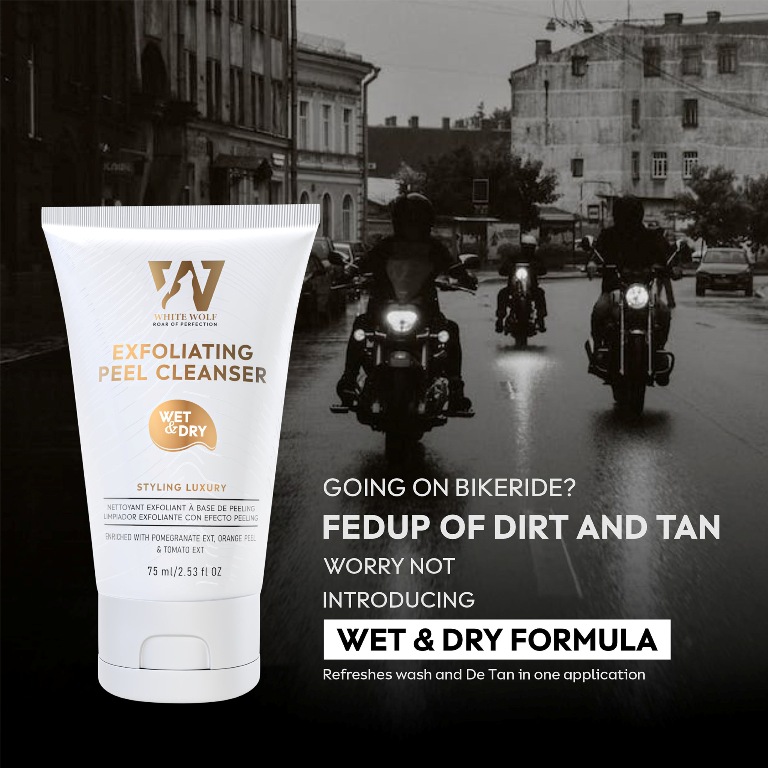 WHITE WOLF
ROAR OF PERFECTION
EXFOLIATING
PEEL CLEANSER
WET
& DRY
STYLING LUXURY
NETTOYANT EXFOLIANT À BASE DE PEELING
LIMPIADOR EXFOLIANTE CON EFECTO PEELING
ENRICHED WITH POMEGRANATE EXT, ORANGE PEEL
& TOMATO EXT
75 ml/2.53 fl OZ
GOING ON BIKERIDE?
FEDUP OF DIRT AND TAN
WORRY NOT
INTRODUCING
WET & DRY FORMULA
Refreshes wash and De Tan in one application